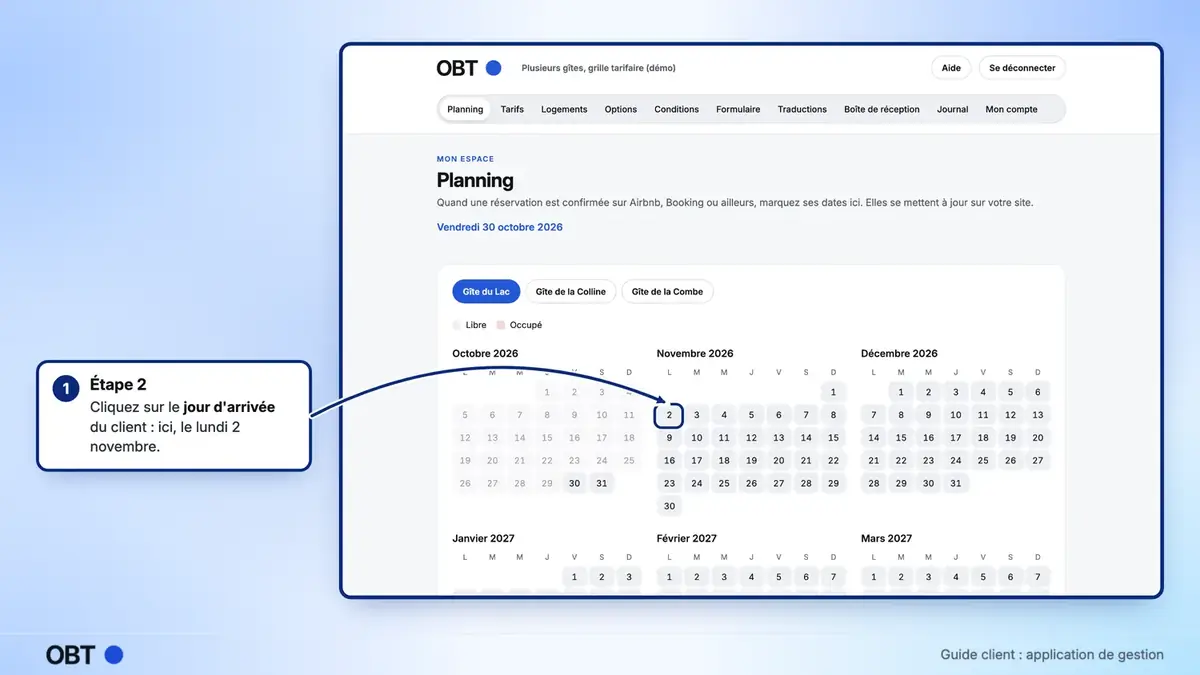 OBT
Plusieurs gîtes, grille tarifaire (démo)
Aide
Se déconnecter
Planning Tarifs Logements Options Conditions Formulaire Traductions Boîte de réception Journal Mon compte
MON ESPACE
Planning
Quand une réservation est confirmée sur Airbnb, Booking ou ailleurs, marquez ses dates ici. Elles se mettent à jour sur votre site.
Vendredi 30 octobre 2026
Gîte du Lac Gîte de la Colline Gîte de la Combe
Libre Occupé
Octobre 2026
S D
1 2 3
5 6 7 8 9 10 11
12 13 14 15 16 17 18
19 20 21 22 23 24 25
26 27 28 29 30 31
Novembre 2026
L M M J V S D
1
2 3 4 5 6 7 8
9 10 11 12 13 14 15
16 17 18 19 20 21 22
23 24 25 26 27 28 29
30
Décembre 2026
L M M J V S D
1 2 3 4 5 6
7 8 9 10 11 12 13
14 15 16 17 18 19 20
21 22 23 24 25 26 27
28 29 30 31
Janvier 2027
L M M J V S D
1 2 3
Février 2027
L M M J V S D
1 2 3 4 5 6 7
Mars 2027
L M M J V S D
1 2 3 4 5 6 7
1
Étape 2
Cliquez sur le jour d'arrivée
du client : ici, le lundi 2
novembre.
OBT
Guide client : application de gestion